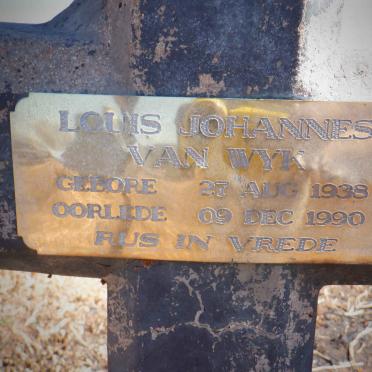 LOUIS JOHANNES
VAN WYK
GEBORE 27 AUG 1938
OORLEDE 09 DEC 1990
RUS IN VREDE